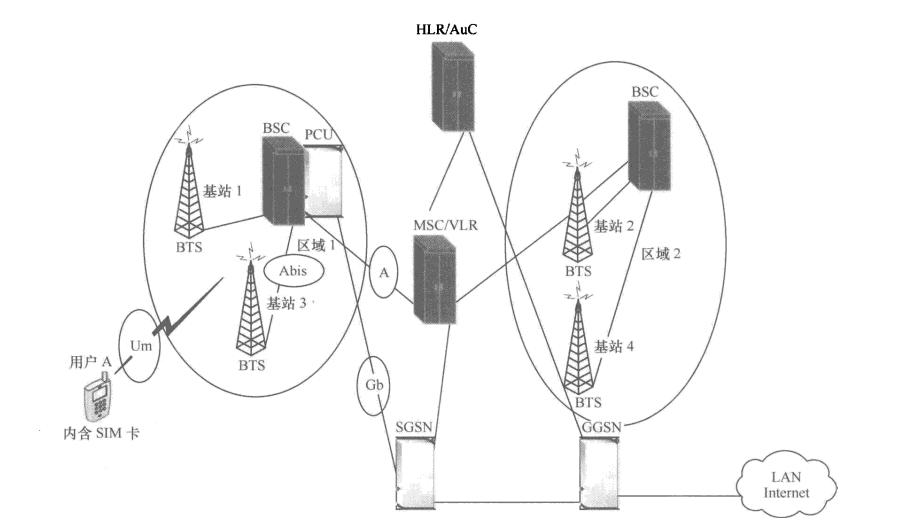 HLR/AuC
BSC
PCU
BSC
基站 1
BTS
MSC/VLR
基站 2
区域 1
区域 2
BTS
Abis
A
基站 3
BTS
Um
用户 A
内含 SIM 卡
基站 4
BTS
Gb
SGSN
GGSN
LAN
Internet